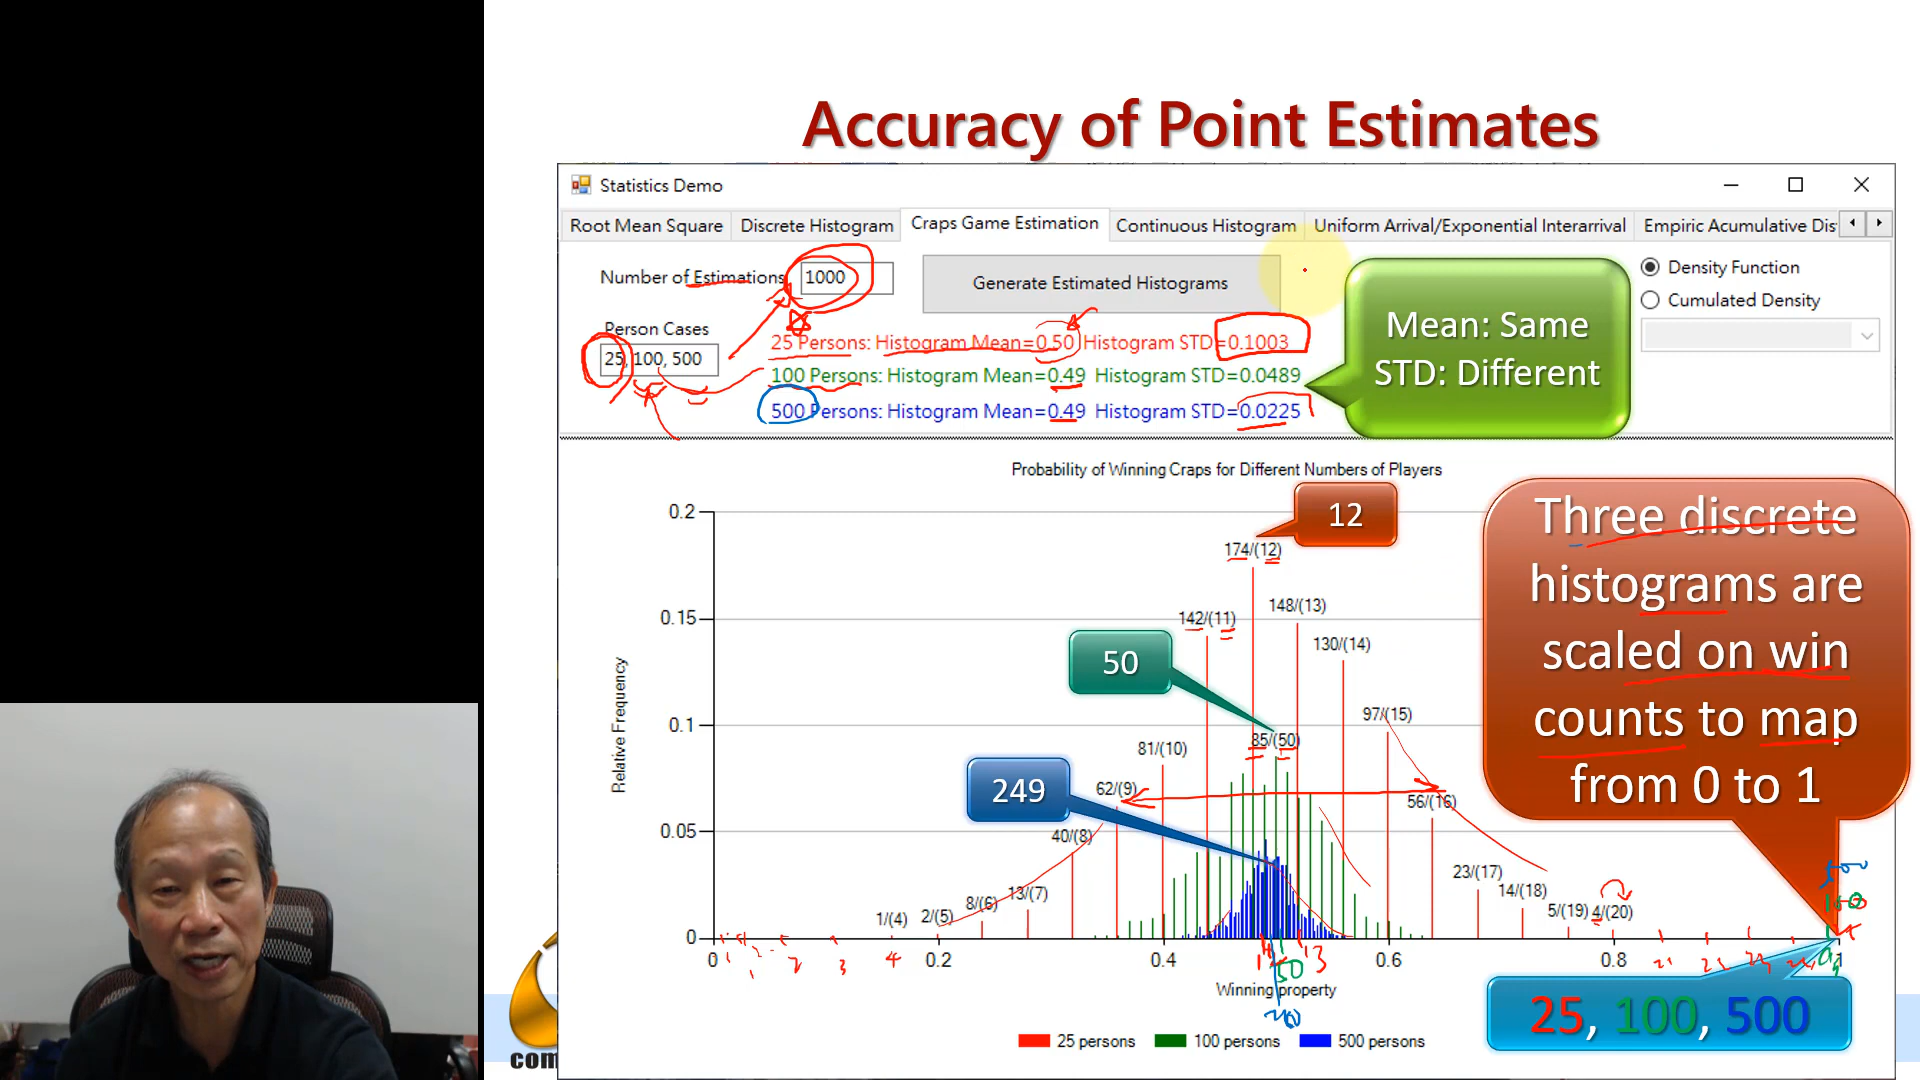 Accuracy of Point Estimates
Statistics Demo
Root Mean Square
Discrete Histogram
Craps Game Estimation
Continuous Histogram
Uniform Arrival/Exponential Interarrival
Empiric Acumulative Dis
Number of Estimations
1000
Generate Estimated Histograms
Density Function
Cumulated Density
Person Cases
25, 100, 500
25 Persons: Histogram Mean=0.50 Histogram STD=0.1003
100 Persons: Histogram Mean=0.49 Histogram STD=0.0489
500 Persons: Histogram Mean=0.49 Histogram STD=0.0225
Mean: Same
STD: Different
Probability of Winning Craps for Different Numbers of Players
Relative Frequency
0.2
0.15
0.1
0.05
0
12
174/(12)
148/(13)
142/(11)
130/(14)
50
97/(15)
85/(50)
81/(10)
249
62/(9)
56/(16)
40/(8)
23/(17)
14/(18)
13/(7)
8/(6)
5/(19)
4/(20)
2/(5)
1/(4)
Three discrete
histograms are
scaled on win
counts to map
from 0 to 1
0
0.2
0.4
0.6
0.8
1
2
3
4
13
50
Winning property
25, 100, 500
25 persons
100 persons
500 persons
com